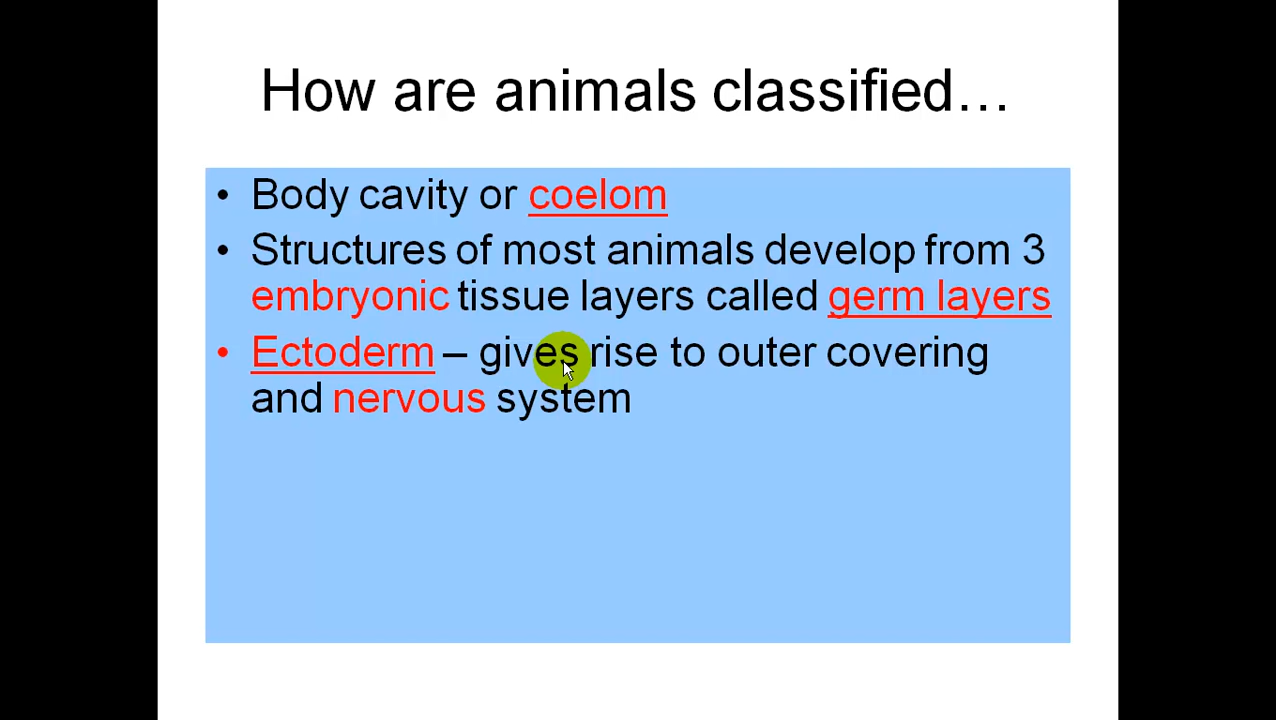 How are animals classified…
• Body cavity or coelom
• Structures of most animals develop from 3
embryonic tissue layers called germ layers
• Ectoderm – gives rise to outer covering
and nervous system